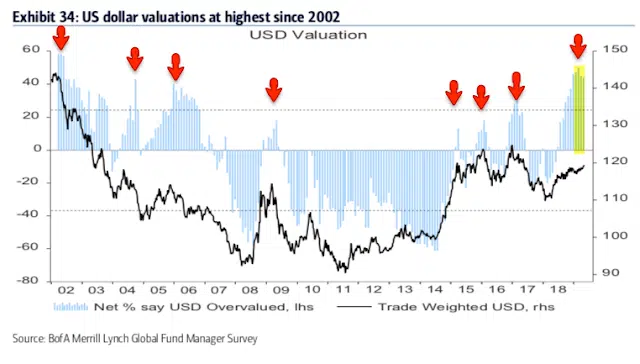 Exhibit 34: US dollar valuations at highest since 2002
USD Valuation
60
40
20
0
-20
-40
-60
-80
150
140
130
120
110
100
90
02 03 04 05 06 07 08 09 10 11 12 13 14 15 16 17 18
Net % say USD Overvalued, lhs
Trade Weighted USD, rhs
Source: BofA Merrill Lynch Global Fund Manager Survey